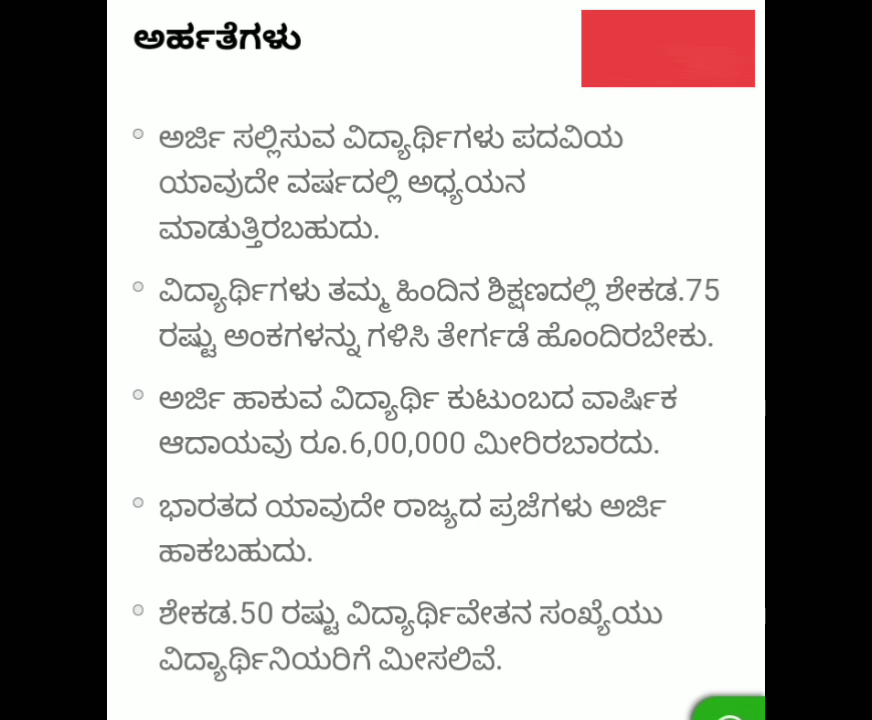 ಅರ್ಹತೆಗಳು
ಅರ್ಜಿ ಸಲ್ಲಿಸುವ ವಿದ್ಯಾರ್ಥಿಗಳು ಪದವಿಯ
ಯಾವುದೇ ವರ್ಷದಲ್ಲಿ ಅಧ್ಯಯನ
ಮಾಡುತ್ತಿರಬಹುದು.
ವಿದ್ಯಾರ್ಥಿಗಳು ತಮ್ಮ ಹಿಂದಿನ ಶಿಕ್ಷಣದಲ್ಲಿ ಶೇಕಡ.75
ರಷ್ಟು ಅಂಕಗಳನ್ನು ಗಳಿಸಿ ತೇರ್ಗಡೆ ಹೊಂದಿರಬೇಕು.
ಅರ್ಜಿ ಹಾಕುವ ವಿದ್ಯಾರ್ಥಿ ಕುಟುಂಬದ ವಾರ್ಷಿಕ
ಆದಾಯವು ರೂ.6,00,000 ಮೀರಿರಬಾರದು.
ಭಾರತದ ಯಾವುದೇ ರಾಜ್ಯದ ಪ್ರಜೆಗಳು ಅರ್ಜಿ
ಹಾಕಬಹುದು.
ಶೇಕಡ.50 ರಷ್ಟು ವಿದ್ಯಾರ್ಥಿವೇತನ ಸಂಖ್ಯೆಯು
ವಿದ್ಯಾರ್ಥಿನಿಯರಿಗೆ ಮೀಸಲಿವೆ.